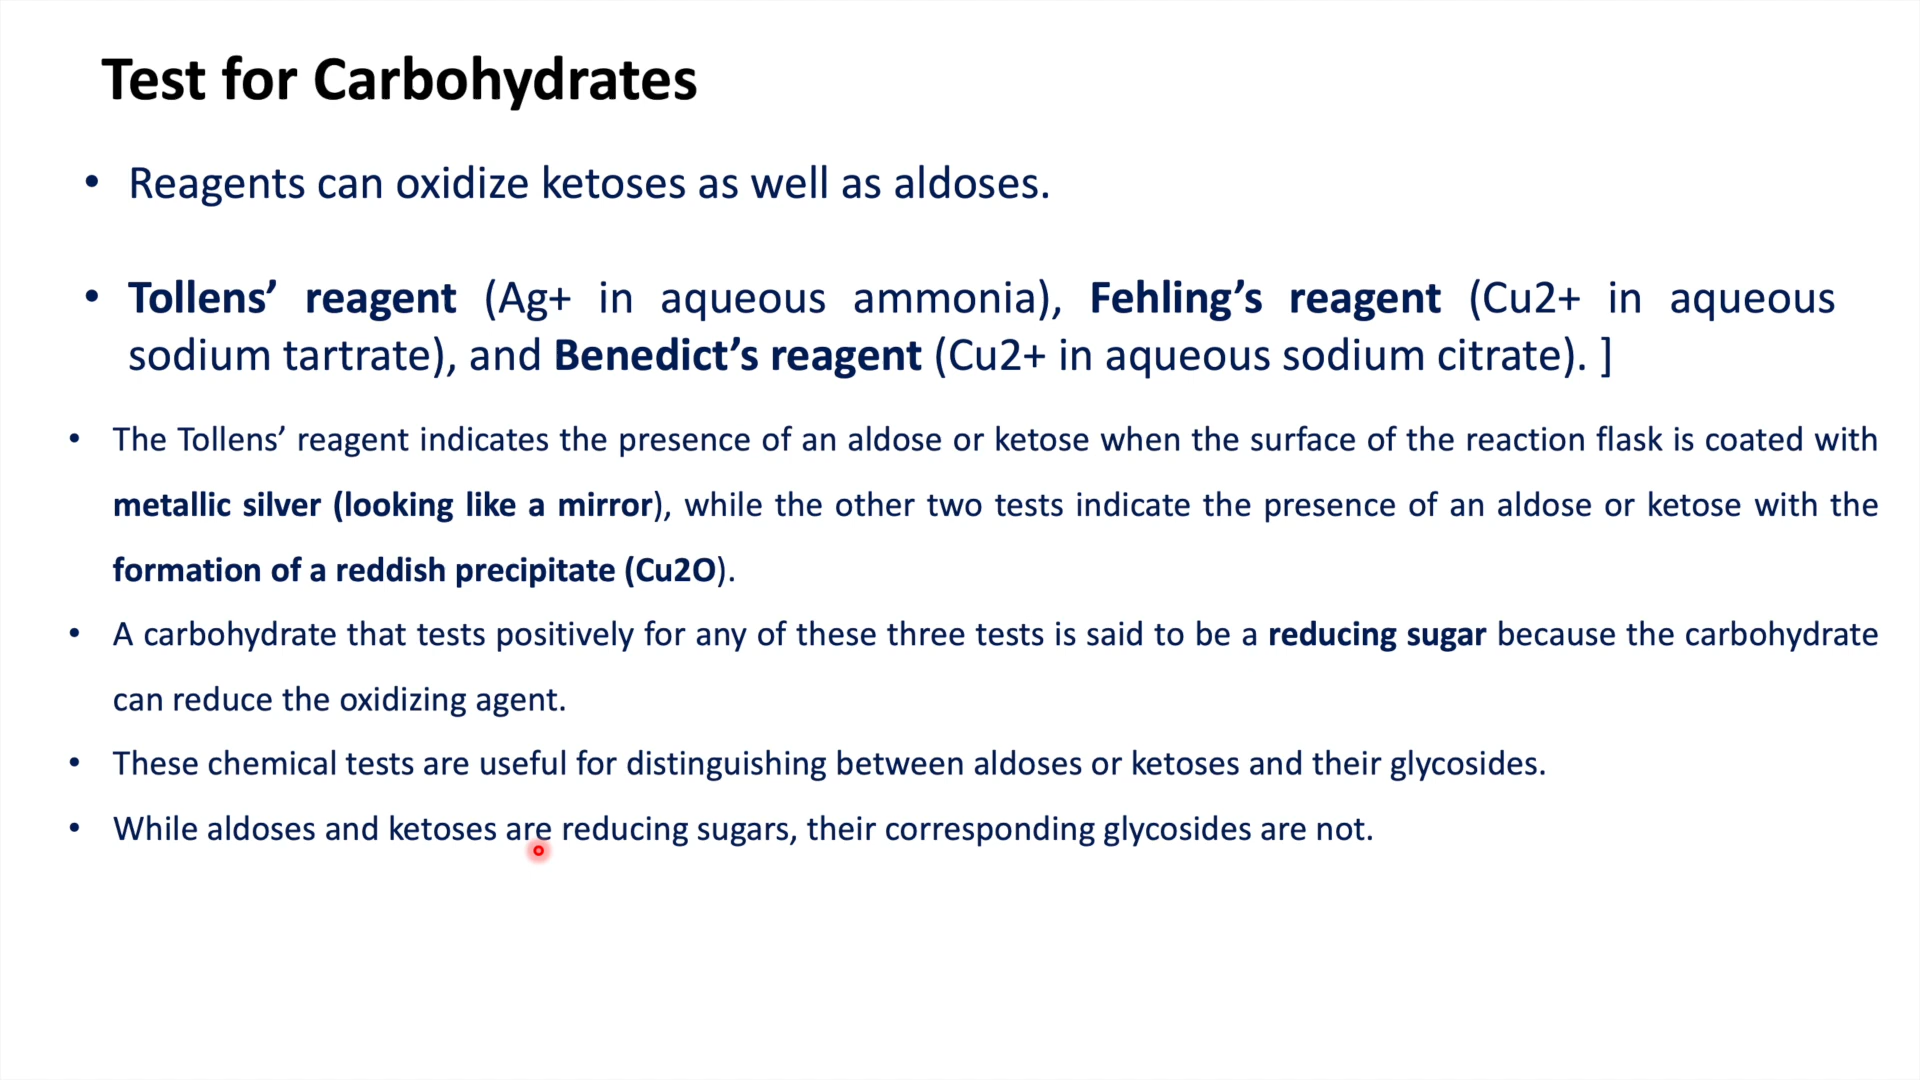 Test for Carbohydrates
• Reagents can oxidize ketoses as well as aldoses.
• Tollens’ reagent (Ag+ in aqueous ammonia), Fehling’s reagent (Cu2+ in aqueous
sodium tartrate), and Benedict’s reagent (Cu2+ in aqueous sodium citrate). ]
• The Tollens’ reagent indicates the presence of an aldose or ketose when the surface of the reaction flask is coated with
metallic silver (looking like a mirror), while the other two tests indicate the presence of an aldose or ketose with the
formation of a reddish precipitate (Cu2O).
• A carbohydrate that tests positively for any of these three tests is said to be a reducing sugar because the carbohydrate
can reduce the oxidizing agent.
• These chemical tests are useful for distinguishing between aldoses or ketoses and their glycosides.
• While aldoses and ketoses are reducing sugars, their corresponding glycosides are not.